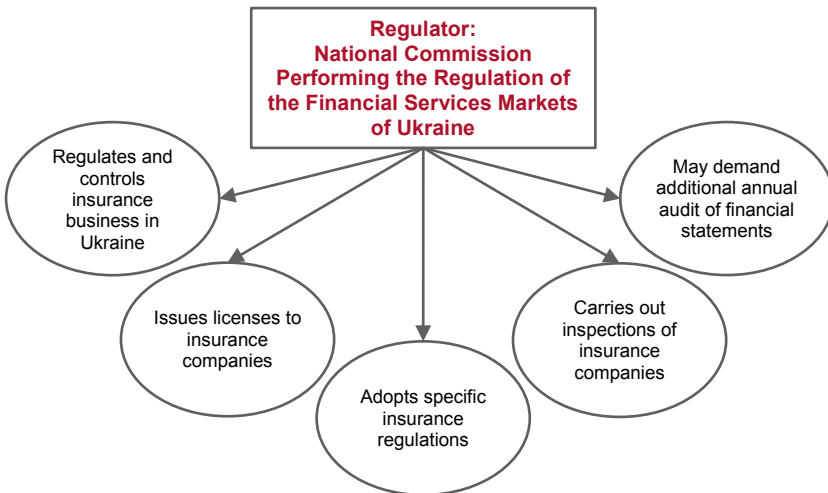 Regulator:
National Commission
Performing the Regulation of
the Financial Services Markets
of Ukraine
Regulates and
controls
insurance
business in
Ukraine
Issues licenses to
insurance
companies
Adopts specific
insurance
regulations
Carries out
inspections of
insurance
companies
May demand
additional annual
audit of financial
statements